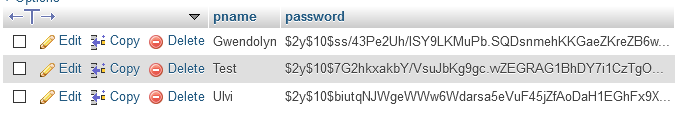 Options
pname password
Edit Copy Delete Gwendolyn $2y$10$ss/43Pe2Uh/ISY9LKMuPb.SQDsnmehKKGaeZKreZB6w...
Edit Copy Delete Test $2y$10$7G2hkxakbY/VsuJbKg9gc.wZEGRAG1BhDY7i1CzTgO...
Edit Copy Delete Ulvi $2y$10$biutqNJWgeWWw6Wdarsa5eVuF45jZfAoDaH1EGhFx9X...